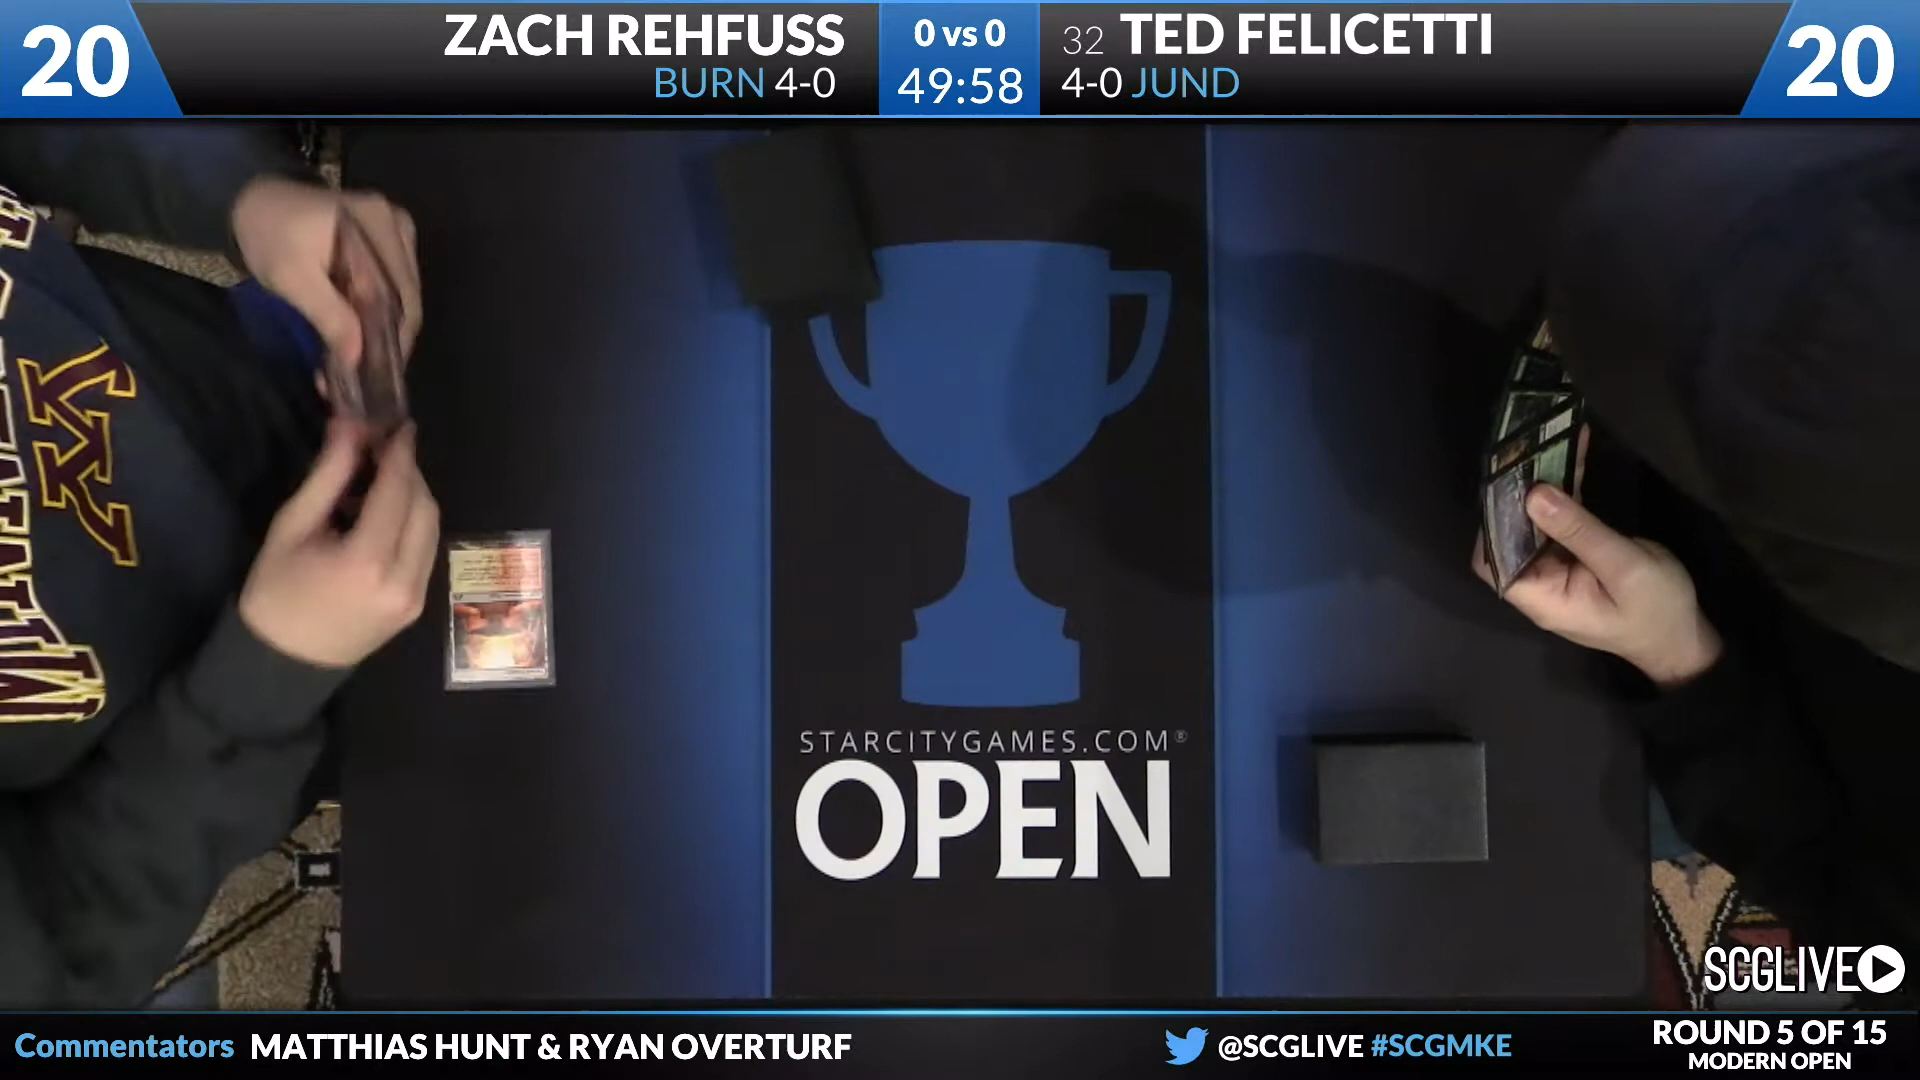 20
ZACH REHFUSS
BURN 4-0
0 vs 0
49:58
32 TED FELICETTI
4-0 JUND
20
STARCITYGAMES.COM®
OPEN
SCGLIVE
Commentators MATTHIAS HUNT & RYAN OVERTURF
@SCGLIVE #SCGMKE
ROUND 5 OF 15
MODERN OPEN